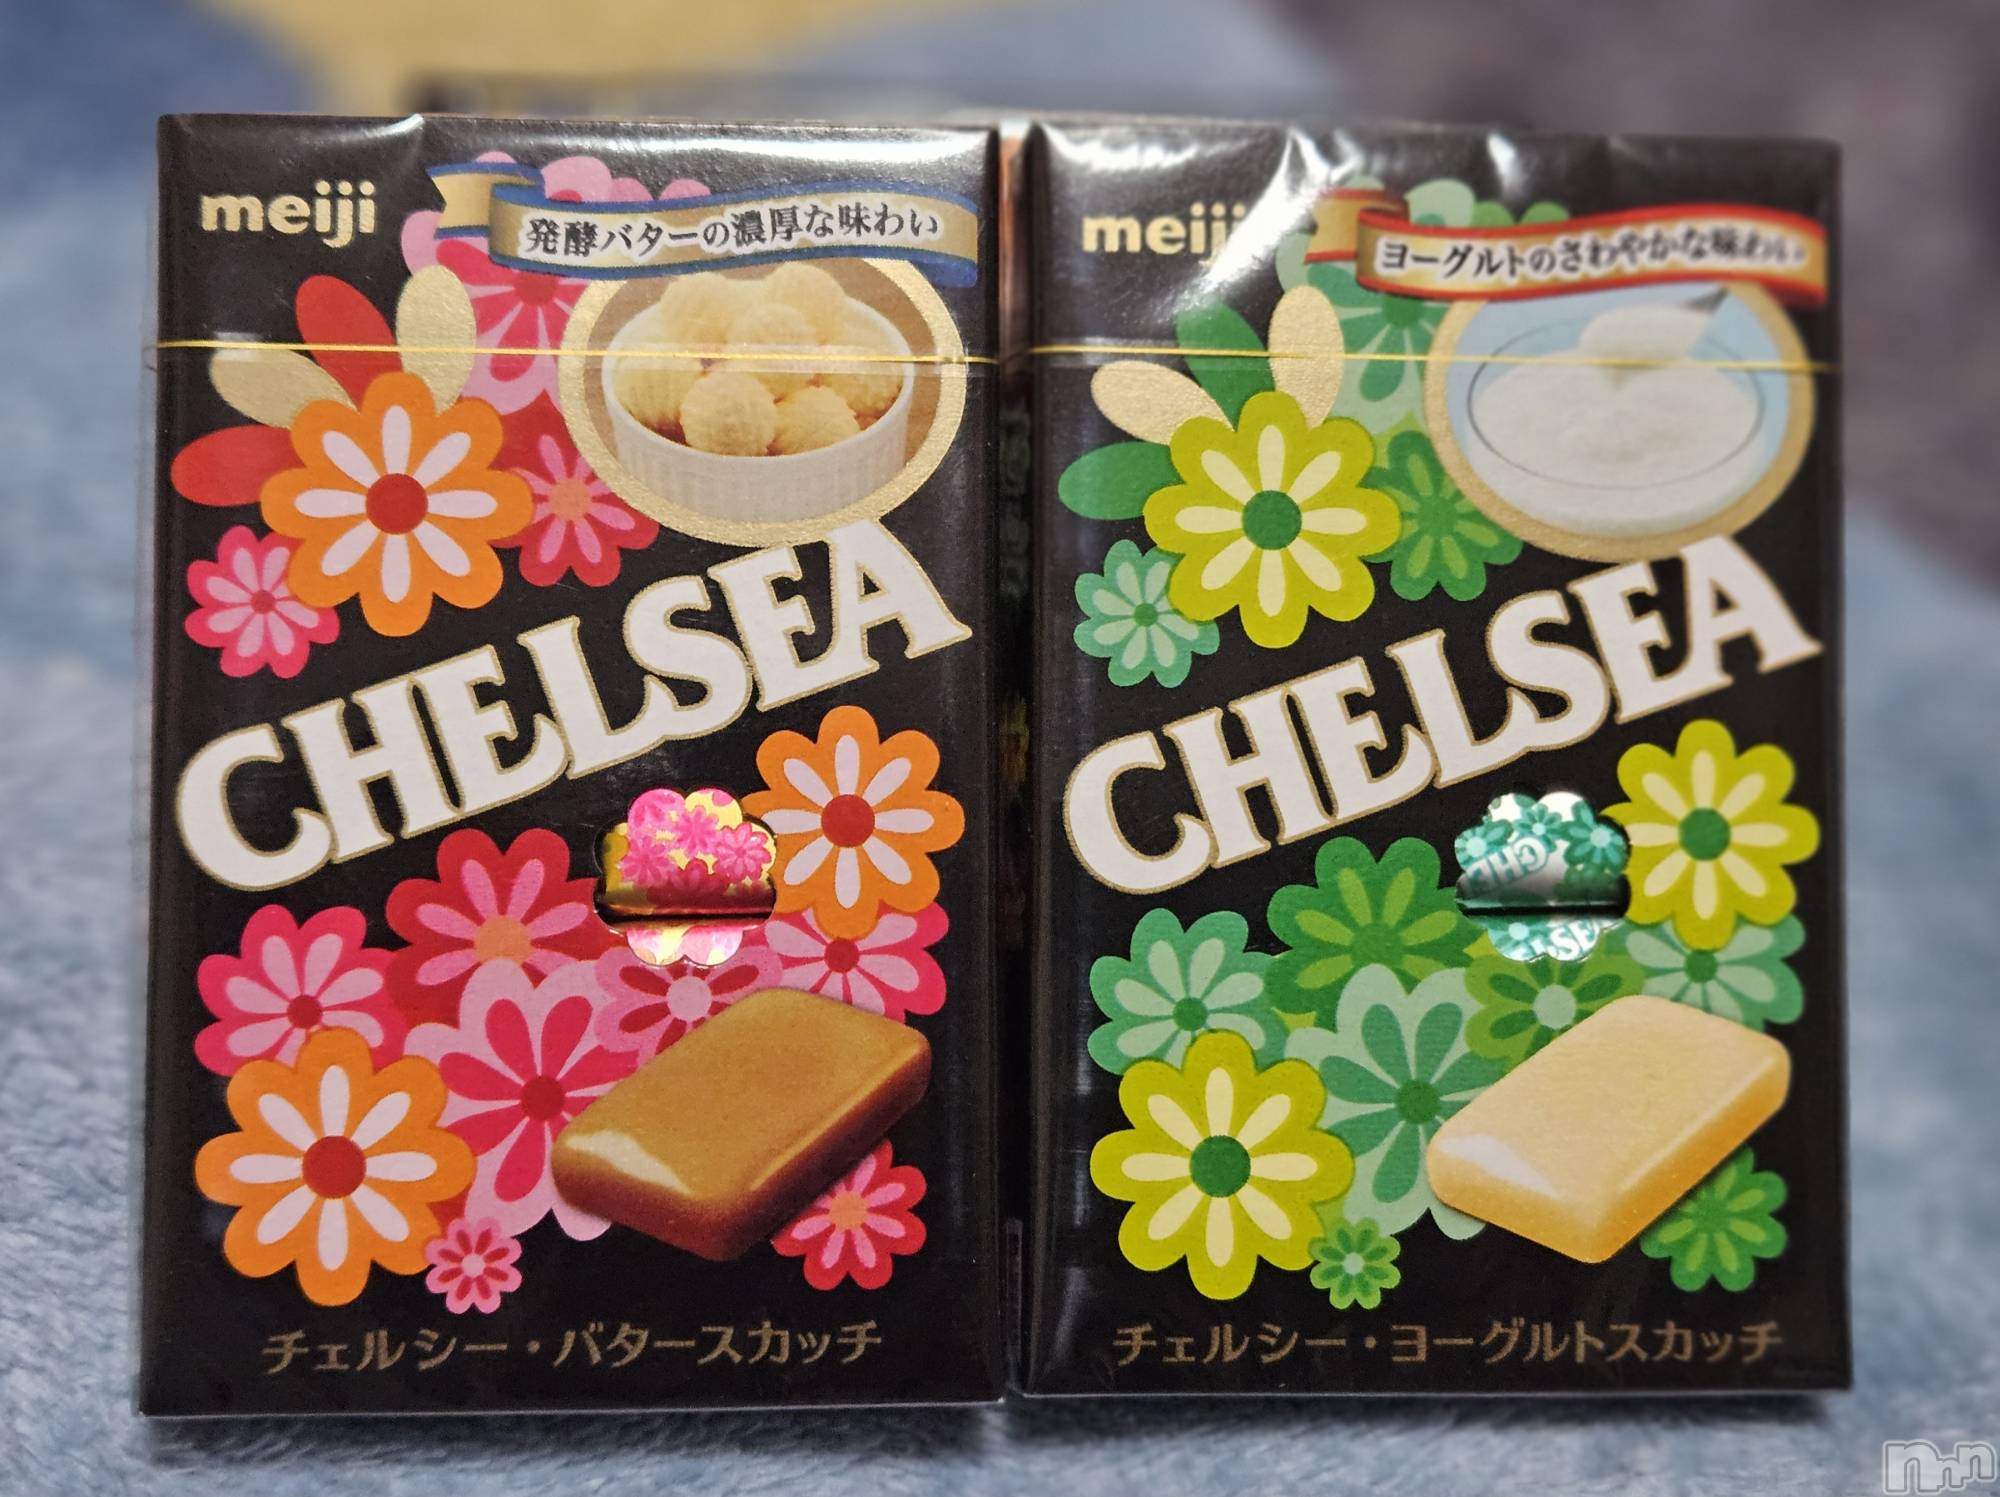 meiji
発酵バターの濃厚な味わい
CHELSEA
チェルシー・バタースカッチ
meiji
ヨーグルトのさわやかな味わい
CHELSEA
チェルシー・ヨーグルトスカッチ
nnn